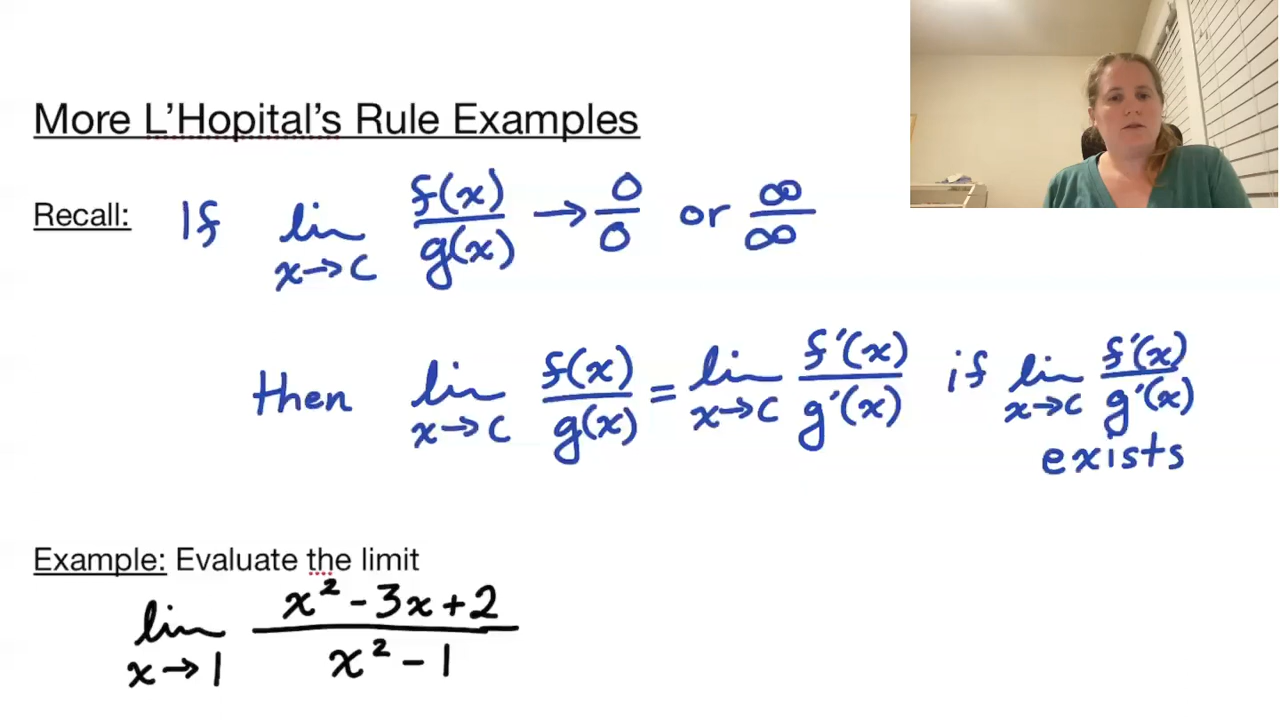 More L'Hopital's Rule Examples
Recall: If lim x→c f(x)/g(x) → 0/0 or ∞/∞
then lim x→c f(x)/g(x) = lim x→c f'(x)/g'(x) if lim x→c f'(x)/g'(x) exists
Example: Evaluate the limit
lim x→1 x² - 3x + 2 / x² - 1